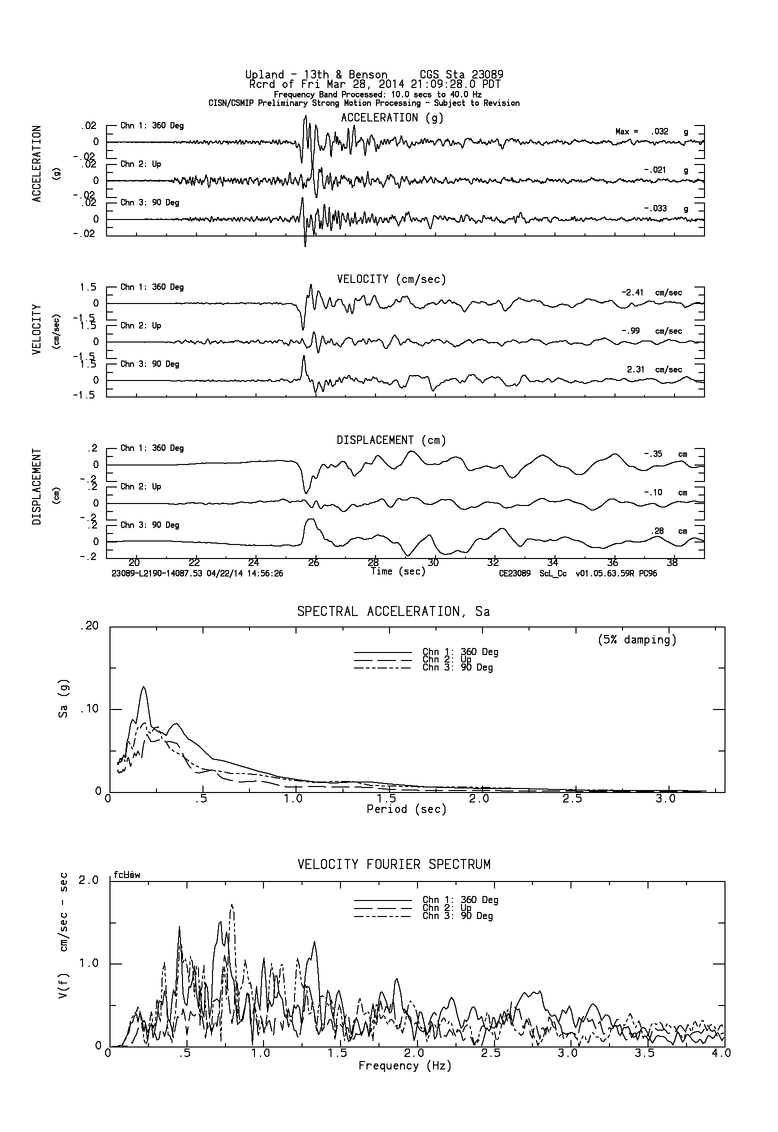 Upland - 13th & Benson CGS Sta 23089
Rcrd of Fri Mar 28, 2014 21:09:28.0 PDT
Frequency Band Processed: 10.0 secs to 40.0 Hz
CISN/CSMIP Preliminary Strong Motion Processing - Subject to Revision
ACCELERATION (g)
ACCELERATION
(g)
.02
0
-.02
Chn 1: 360 Deg
Max = .032 g
.02
0
-.02
Chn 2: Up
-.021 g
.02
0
-.02
Chn 3: 90 Deg
-.033 g
VELOCITY (cm/sec)
VELOCITY
(cm/sec)
1.5
0
-1.5
Chn 1: 360 Deg
-2.41 cm/sec
1.5
0
-1.5
Chn 2: Up
-.99 cm/sec
1.5
0
-1.5
Chn 3: 90 Deg
2.31 cm/sec
DISPLACEMENT (cm)
DISPLACEMENT
(cm)
.2
0
-.2
Chn 1: 360 Deg
-.35 cm
.2
0
-.2
Chn 2: Up
-.10 cm
.2
0
-.2
Chn 3: 90 Deg
.28 cm
20 22 24 26 28 30 32 34 36 38
Time (sec)
23089-L2190-14087.53 04/22/14 14:56:26
CE23089 ScL_Cc v01.05.63.59R PC96
SPECTRAL ACCELERATION, Sa
(5% damping)
Chn 1: 360 Deg
Chn 2: Up
Chn 3: 90 Deg
Sa (g)
.20
.10
0
0 .5 1.0 1.5 2.0 2.5 3.0
Period (sec)
VELOCITY FOURIER SPECTRUM
Chn 1: 360 Deg
Chn 2: Up
Chn 3: 90 Deg
V(f) cm/sec - sec
2.0
1.0
0
0 .5 1.0 1.5 2.0 2.5 3.0 3.5 4.0
Frequency (Hz)